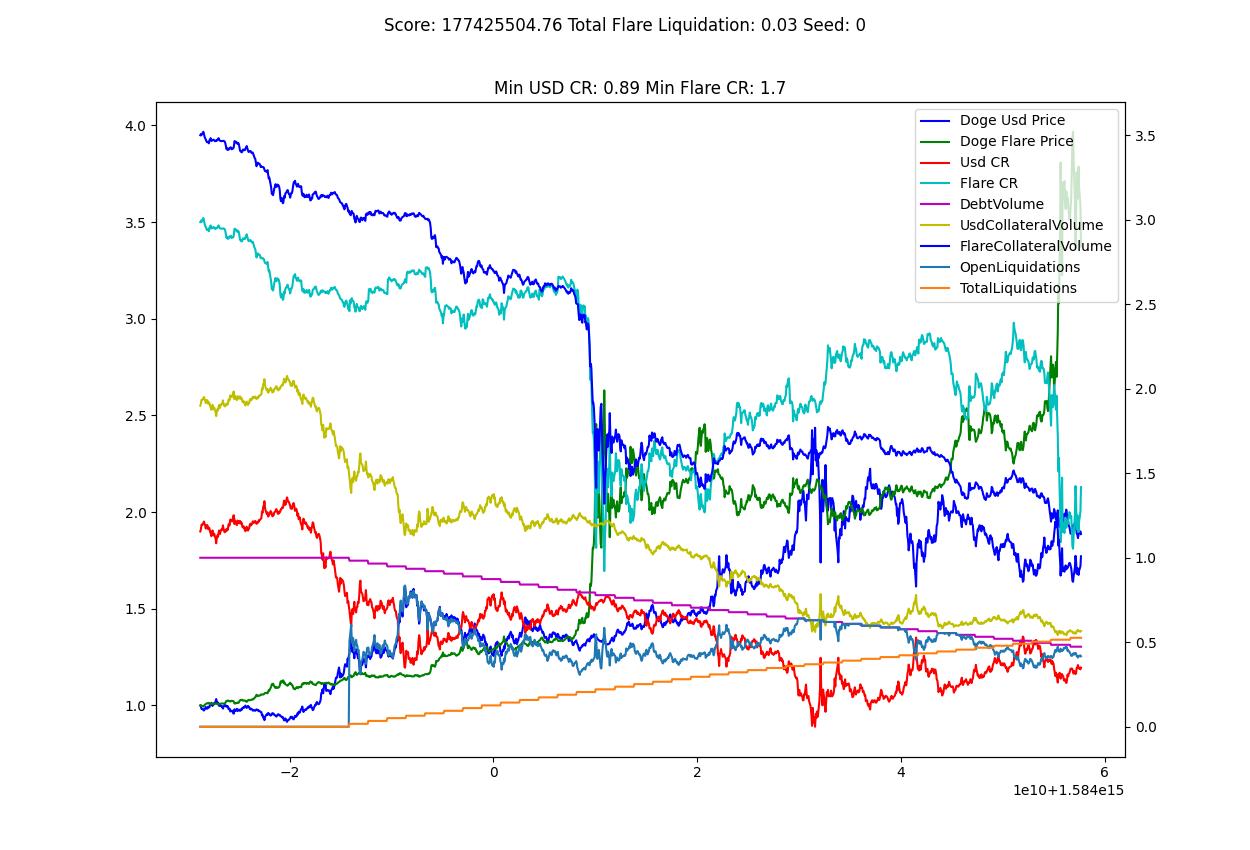 Score: 177425504.76 Total Flare Liquidation: 0.03 Seed: 0
Min USD CR: 0.89 Min Flare CR: 1.7
4.0
3.5
3.0
2.5
2.0
1.5
1.0
3.5
3.0
2.5
2.0
1.5
1.0
0.5
0.0
Doge Usd Price
Doge Flare Price
Usd CR
Flare CR
DebtVolume
UsdCollateralVolume
FlareCollateralVolume
OpenLiquidations
TotalLiquidations
−2 0 2 4 6
1e10+1.584e15